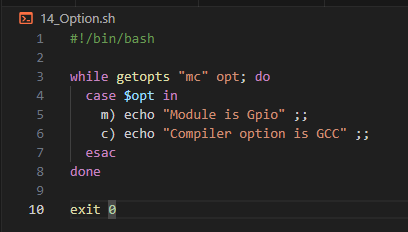 14_Option.sh
1 #!/bin/bash
2
3 while getopts "mc" opt; do
4   case $opt in
5     m) echo "Module is Gpio" ;;
6     c) echo "Compiler option is GCC" ;;
7   esac
8 done
9
10 exit 0